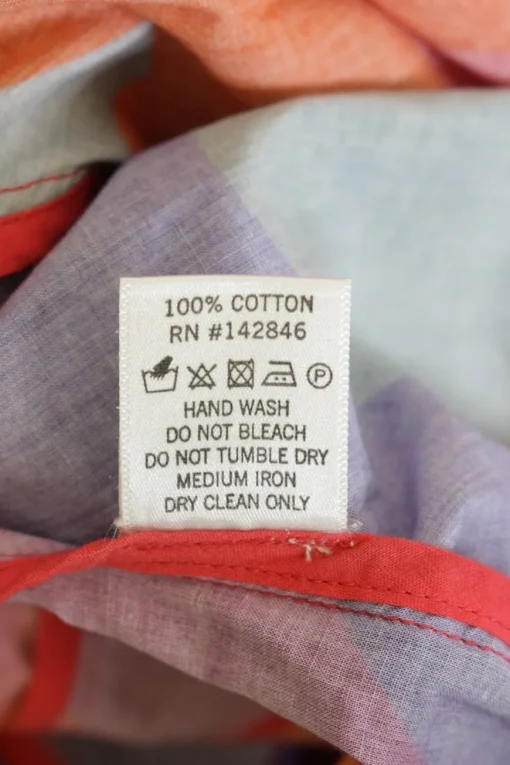 100% COTTON
RN #142846
P
HAND WASH
DO NOT BLEACH
DO NOT TUMBLE DRY
MEDIUM IRON
DRY CLEAN ONLY